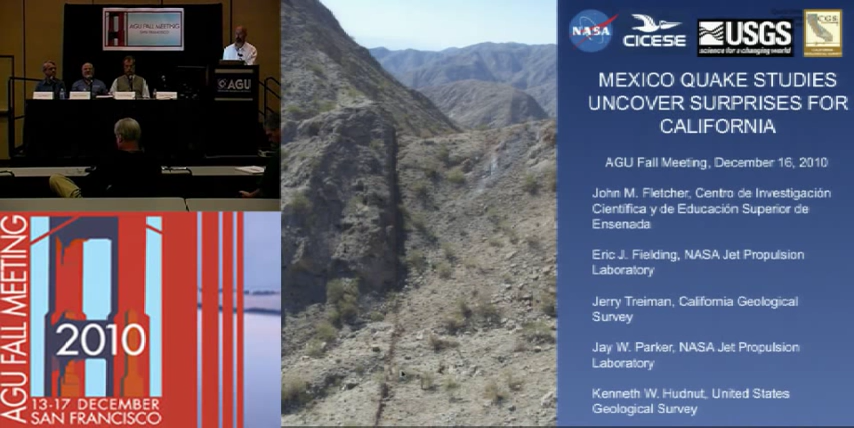 AGU FALL MEETING
SAN FRANCISCO
AGU
AGU FALL MEETING
2010
13-17 DECEMBER
SAN FRANCISCO
NASA
CICESE
USGS
science for a changing world
CGS
MEXICO QUAKE STUDIES
UNCOVER SURPRISES FOR
CALIFORNIA
AGU Fall Meeting, December 16, 2010
John M. Fletcher, Centro de Investigación
Científica y de Educación Superior de
Ensenada
Eric J. Fielding, NASA Jet Propulsion
Laboratory
Jerry Treiman, California Geological
Survey
Jay W. Parker, NASA Jet Propulsion
Laboratory
Kenneth W. Hudnut, United States
Geological Survey